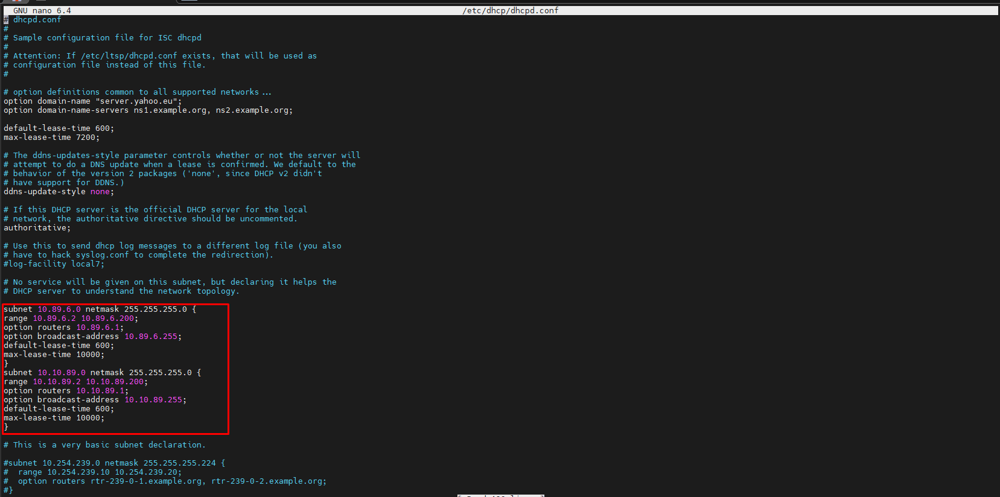 GNU nano 6.4 /etc/dhcp/dhcpd.conf
# dhcpd.conf
#
# Sample configuration file for ISC dhcpd
#
# Attention: If /etc/ltsp/dhcpd.conf exists, that will be used as
# configuration file instead of this file.
#
# option definitions common to all supported networks...
option domain-name "server.yahoo.eu";
option domain-name-servers ns1.example.org, ns2.example.org;
default-lease-time 600;
max-lease-time 7200;
# The ddns-updates-style parameter controls whether or not the server will
# attempt to do a DNS update when a lease is confirmed. We default to the
# behavior of the version 2 packages ('none', since DHCP v2 didn't
# have support for DDNS.)
ddns-update-style none;
# If this DHCP server is the official DHCP server for the local
# network, the authoritative directive should be uncommented.
authoritative;
# Use this to send dhcp log messages to a different log file (you also
# have to hack syslog.conf to complete the redirection).
#log-facility local7;
# No service will be given on this subnet, but declaring it helps the
# DHCP server to understand the network topology.
subnet 10.89.6.0 netmask 255.255.255.0 {
range 10.89.6.2 10.89.6.200;
option routers 10.89.6.1;
option broadcast-address 10.89.6.255;
default-lease-time 600;
max-lease-time 10000;
}
subnet 10.10.89.0 netmask 255.255.255.0 {
range 10.10.89.2 10.10.89.200;
option routers 10.10.89.1;
option broadcast-address 10.10.89.255;
default-lease-time 600;
max-lease-time 10000;
}
# This is a very basic subnet declaration.
#subnet 10.254.239.0 netmask 255.255.255.224 {
#  range 10.254.239.10 10.254.239.20;
#  option routers rtr-239-0-1.example.org, rtr-239-0-2.example.org;
#}